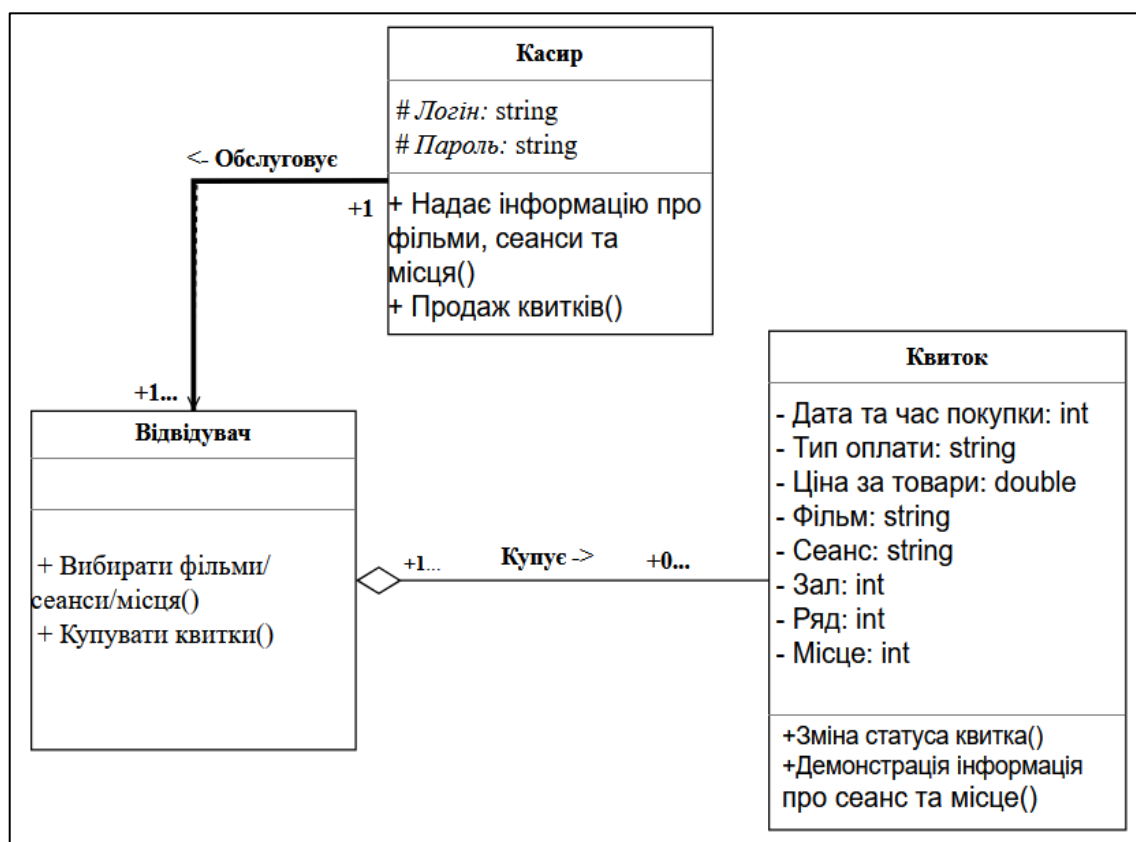 Касир
# Логін: string
# Пароль: string
<- Обслуговує
+1
+ Надає інформацію про
фільми, сеанси та
місця()
+ Продаж квитків()
+1...
Відвідувач
+ Вибирати фільми/
сеанси/місця()
+ Купувати квитки()
+1...
Купує ->
+0...
Квиток
- Дата та час покупки: int
- Тип оплати: string
- Ціна за товари: double
- Фільм: string
- Сеанс: string
- Зал: int
- Ряд: int
- Місце: int
+Зміна статуса квитка()
+Демонстрація інформація
про сеанс та місце()